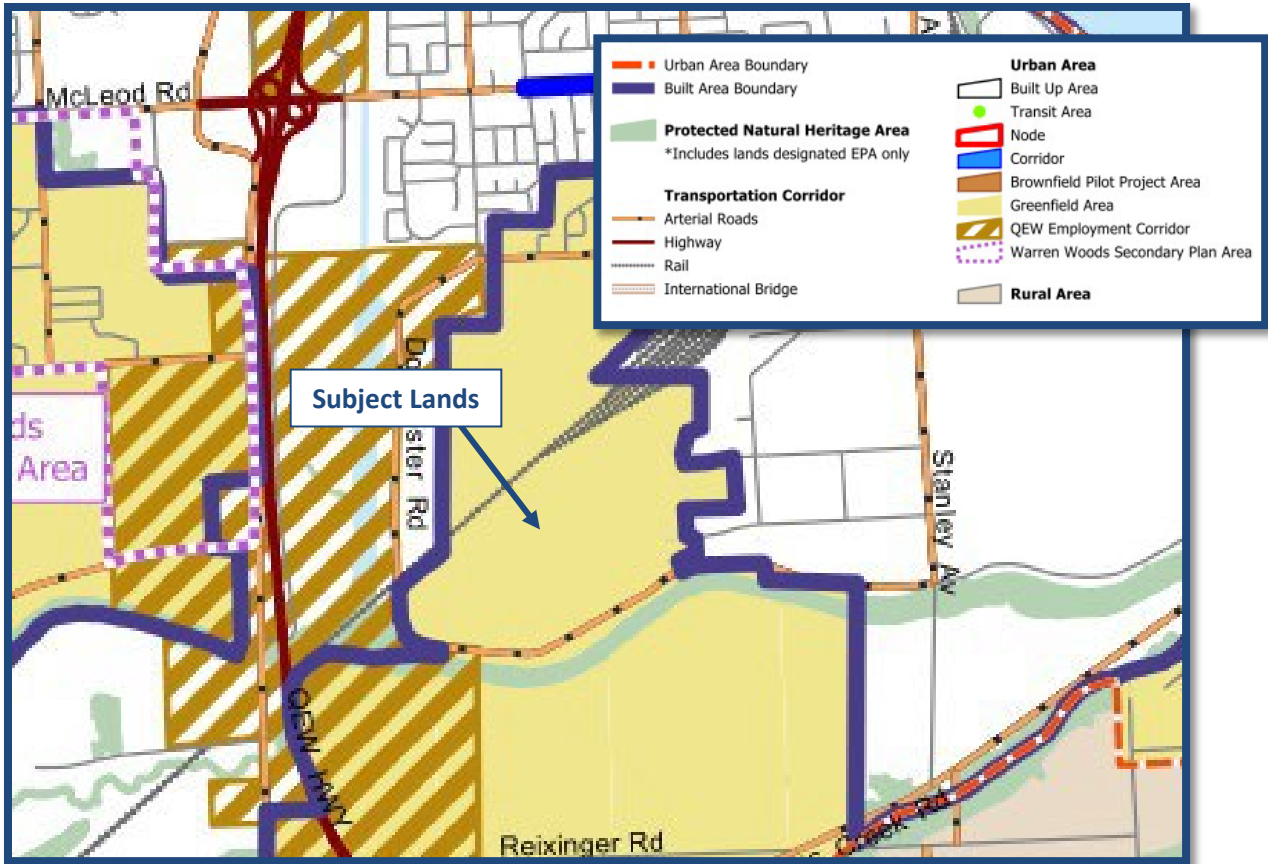 McLeod Rd
Urban Area Boundary
Built Area Boundary
Protected Natural Heritage Area
*Includes lands designated EPA only
Transportation Corridor
Arterial Roads
Highway
Rail
International Bridge
Urban Area
Built Up Area
Transit Area
Node
Corridor
Brownfield Pilot Project Area
Greenfield Area
QEW Employment Corridor
Warren Woods Secondary Plan Area
Rural Area
Subject Lands
ds
Area
Do
ster Rd
Stanley Av
QEW HWY
Reixinger Rd
Creek Rd